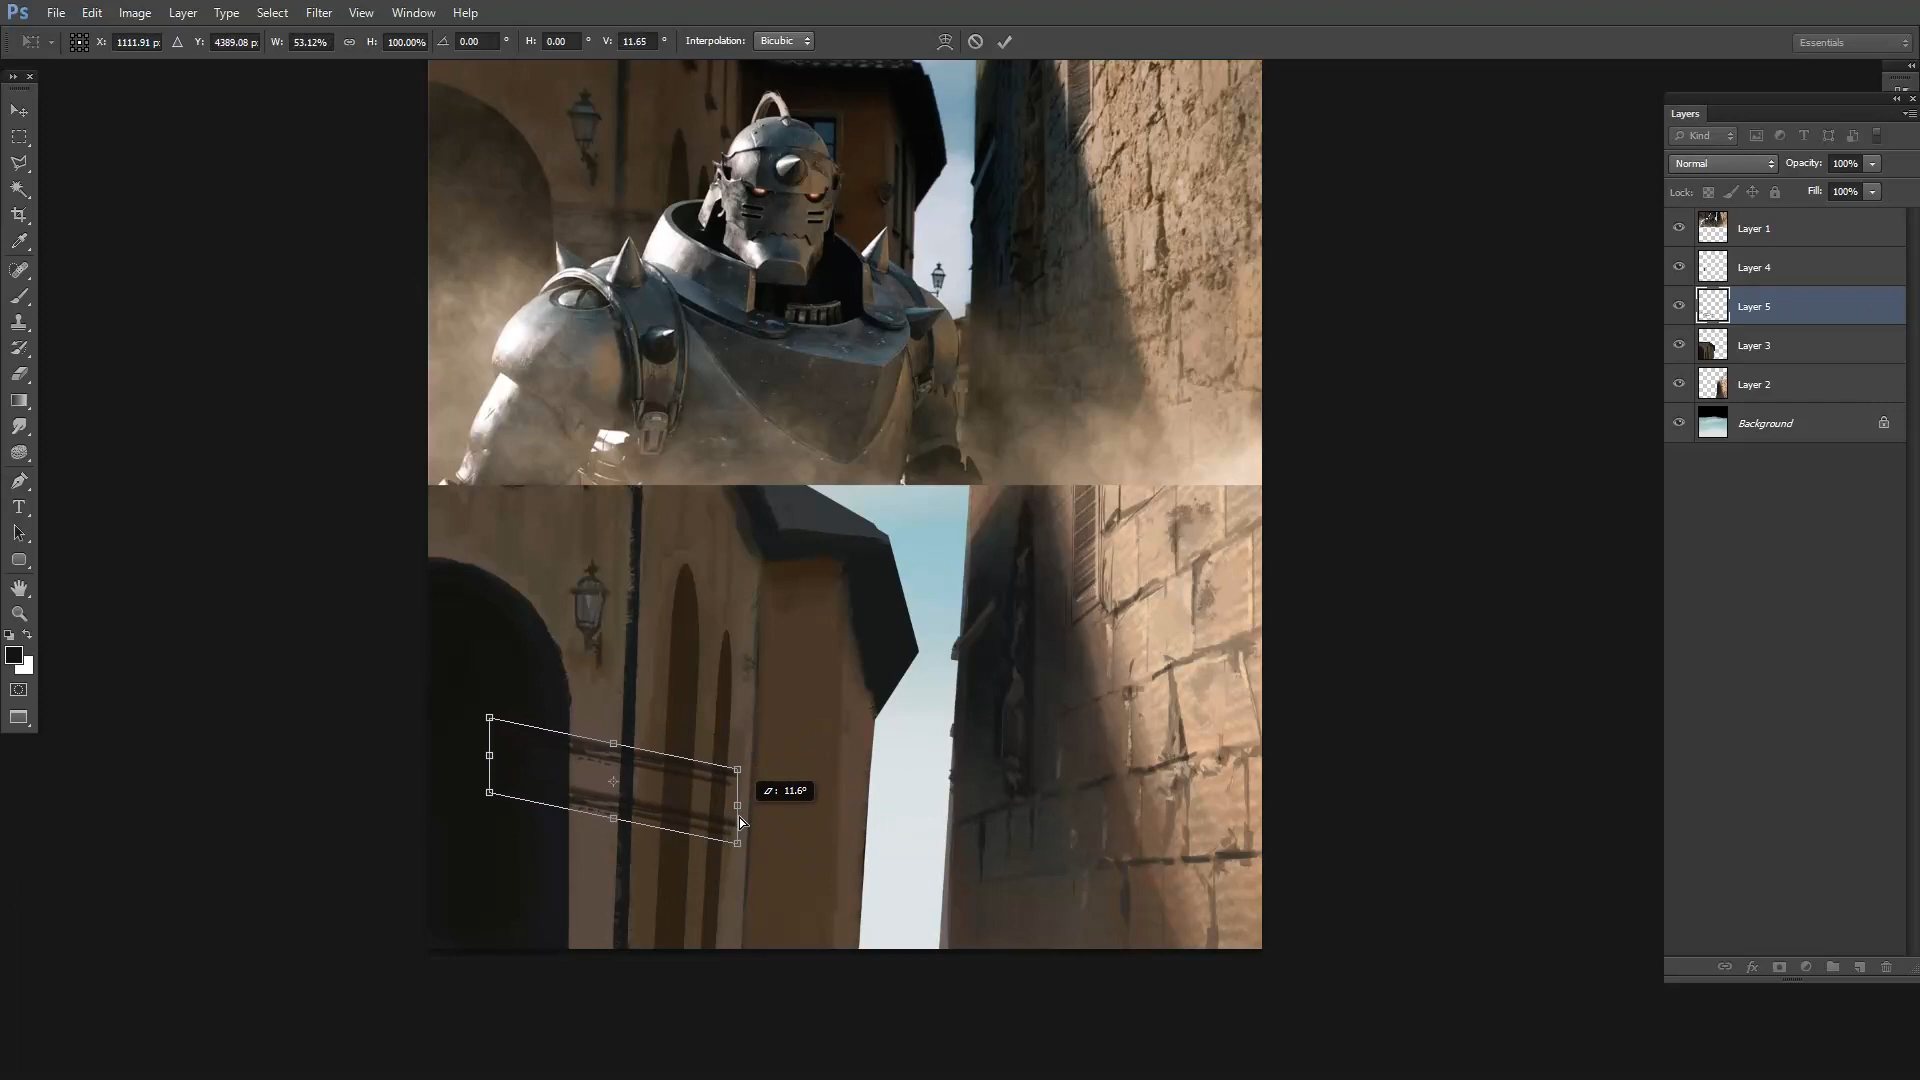 Ps File Edit Image Layer Type Select Filter View Window Help
X: 1111.91 p: Y: 4389.08 p: W: 53.12% H: 100.00% 0.00 ° H: 0.00 ° V: 11.65 ° Interpolation: Bicubic Essentials
Layers
Kind
Normal Opacity: 100%
Lock: Fill: 100%
Layer 1
Layer 4
Layer 5
Layer 3
Layer 2
Background
: 11.6°